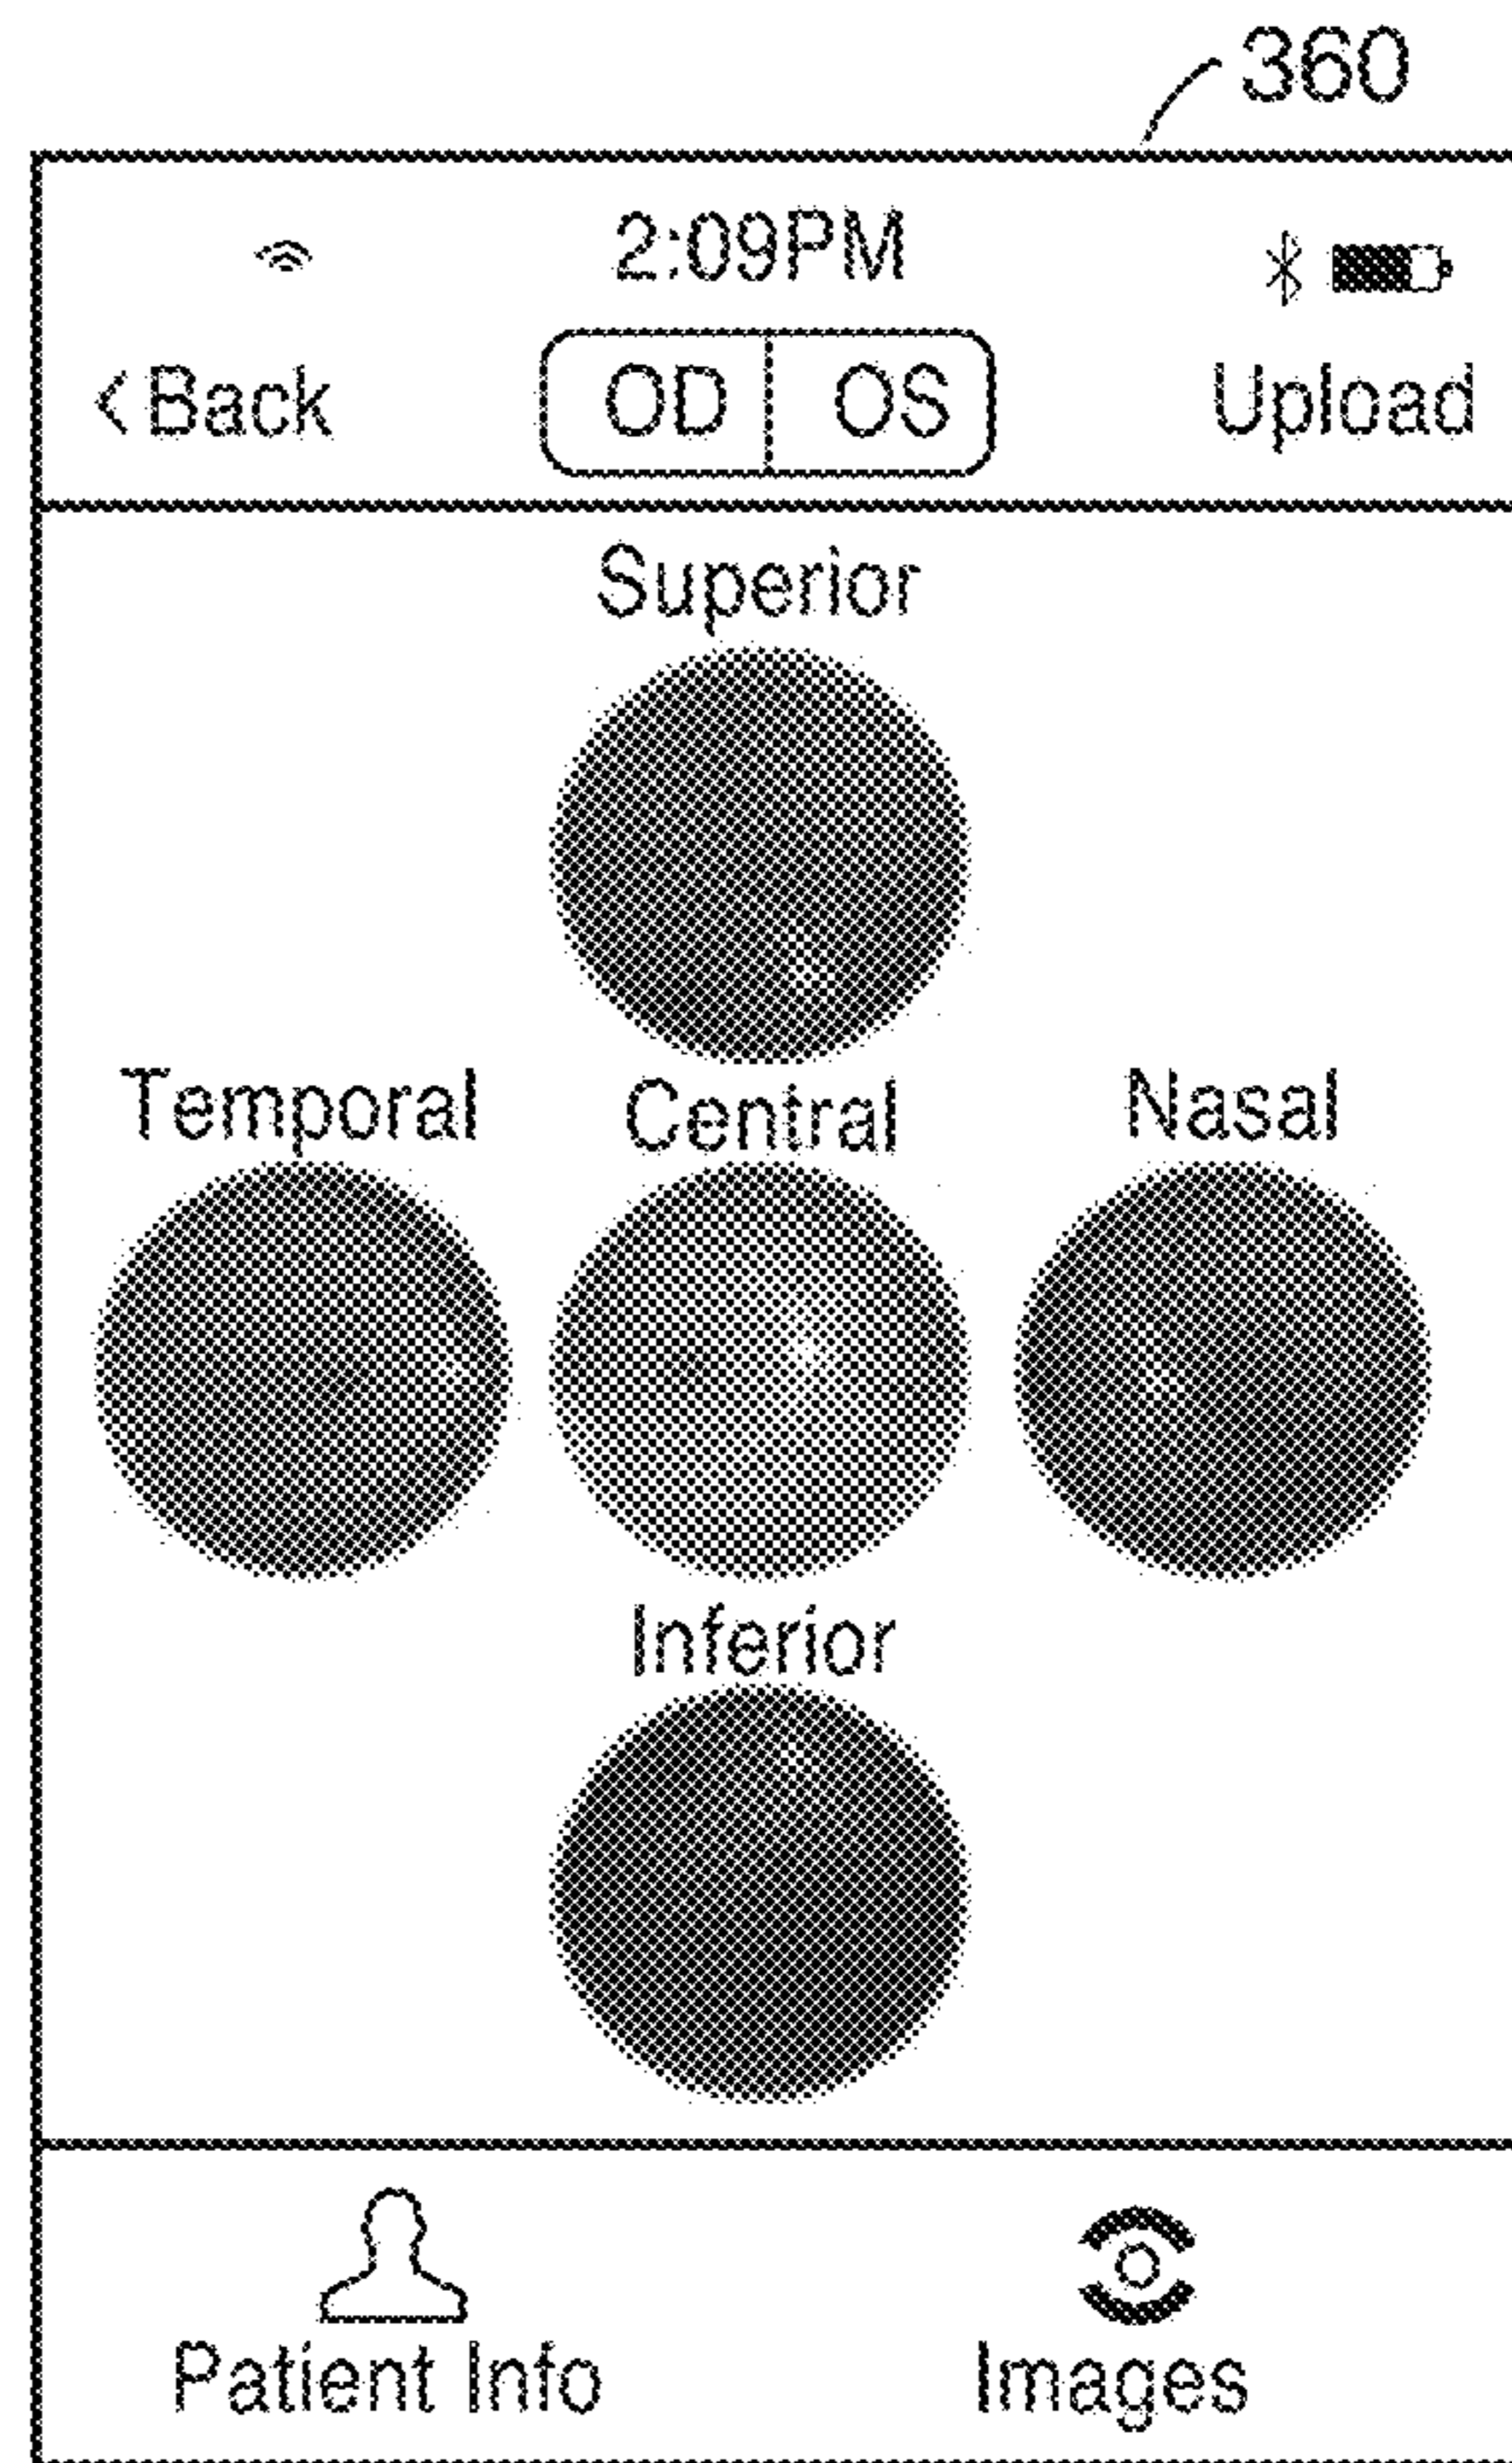 360
2:09PM
<Back OD OS Upload
Superior
Temporal Central Nasal
Inferior
Patient Info Images